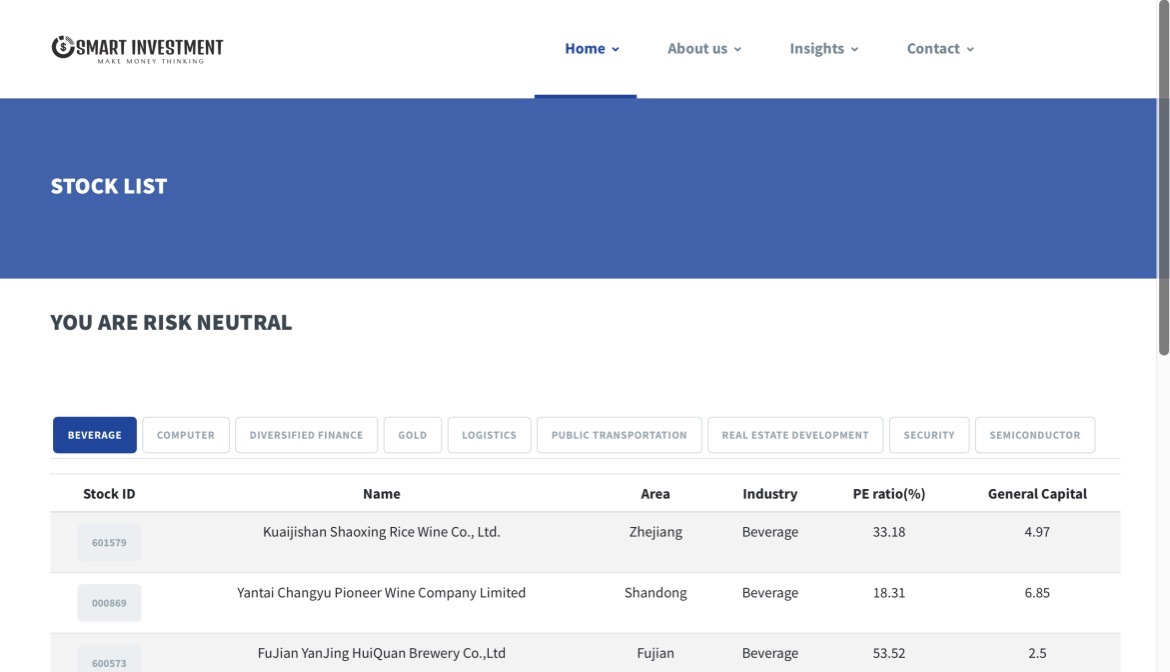 SMART INVESTMENT
MAKE MONEY THINKING
Home About us Insights Contact
STOCK LIST
YOU ARE RISK NEUTRAL
BEVERAGE COMPUTER DIVERSIFIED FINANCE GOLD LOGISTICS PUBLIC TRANSPORTATION REAL ESTATE DEVELOPMENT SECURITY SEMICONDUCTOR
Stock ID Name Area Industry PE ratio(%) General Capital
601579 Kuaijishan Shaoxing Rice Wine Co., Ltd. Zhejiang Beverage 33.18 4.97
000869 Yantai Changyu Pioneer Wine Company Limited Shandong Beverage 18.31 6.85
600573 FuJian YanJing HuiQuan Brewery Co.,Ltd Fujian Beverage 53.52 2.5